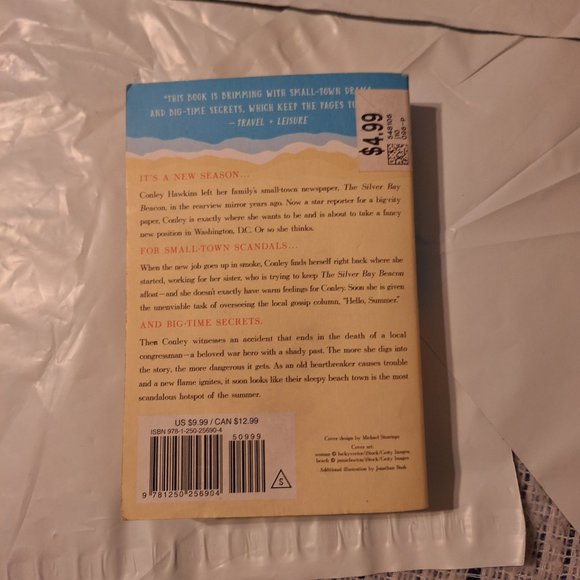 "THIS BOOK IS BRIMMING WITH SMALL-TOWN DRAMA
AND BIG-TIME SECRETS, WHICH KEEP THE PAGES
— TRAVEL + LEISURE
$4.99
IT'S A NEW SEASON...
Conley Hawkins left her family's small-town newspaper, The Silver Bay
Beacon, in the rearview mirror years ago. Now a star reporter for a big-city
paper, Conley is exactly where she wants to be and is about to take a fancy
new position in Washington, D.C. Or so she thinks.
FOR SMALL-TOWN SCANDALS...
When the new job goes up in smoke, Conley finds herself right back where she
started, working for her sister, who is trying to keep The Silver Bay Beacon
afloat—and she doesn't exactly have warm feelings for Conley. Soon she is given
the unenviable task of overseeing the local gossip column, "Hello, Summer."
AND BIG-TIME SECRETS.
Then Conley witnesses an accident that ends in the death of a local
congressman—a beloved war hero with a shady past. The more she digs into
the story, the more dangerous it gets. As an old heartbreaker causes trouble
and a new flame ignites, it soon looks like their sleepy beach town is the most
scandalous hotspot of the summer.
US $9.99 / CAN $12.99
ISBN 978-1-250-25690-4
50999
9 781250 256904
S
Cover design by Michael Storrings
Cover art:
woman © luckyvector/iStock/Getty Images
Additional illustration by Jonathan Bush